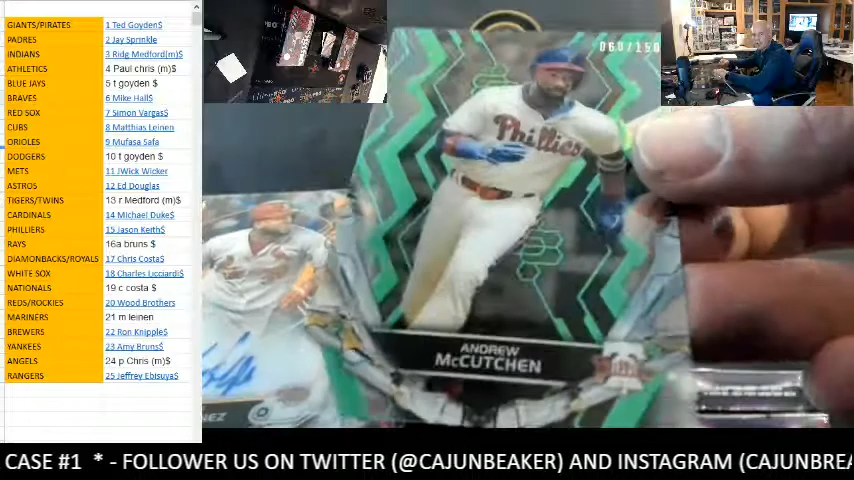 GIANTS/PIRATES 1 Ted Goyden$
PADRES 2 Jay Sprinkle
INDIANS 3 Ridg Medford(m)$
ATHLETICS 4 Paul chris (m)$
BLUE JAYS 5 t goyden $
BRAVES 6 Mike Hall$
RED SOX 7 Simon Vargas$
CUBS 8 Matthias Leinen
ORIOLES 9 Mufasa Safa
DODGERS 10 t goyden $
METS 11 JWick Wicker
ASTROS 12 Ed Douglas
TIGERS/TWINS 13 r Medford (m)$
CARDINALS 14 Michael Duke$
PHILLIES 15 Jason Keith$
RAYS 16a bruns $
DIAMONBACKS/ROYALS 17 Chris Costa$
WHITE SOX 18 Charles Licciardi$
NATIONALS 19 c costa $
REDS/ROCKIES 20 Wood Brothers
MARINERS 21 m leinen
BREWERS 22 Ron Knipple$
YANKEES 23 Amy Bruns$
ANGELS 24 p Chris (m)$
RANGERS 25 Jeffrey Ebisuya$
060/150
Phillies
ANDREW
McCUTCHEN
NEZ
CASE #1 * - FOLLOWER US ON TWITTER (@CAJUNBEAKER) AND INSTAGRAM (CAJUNBREA